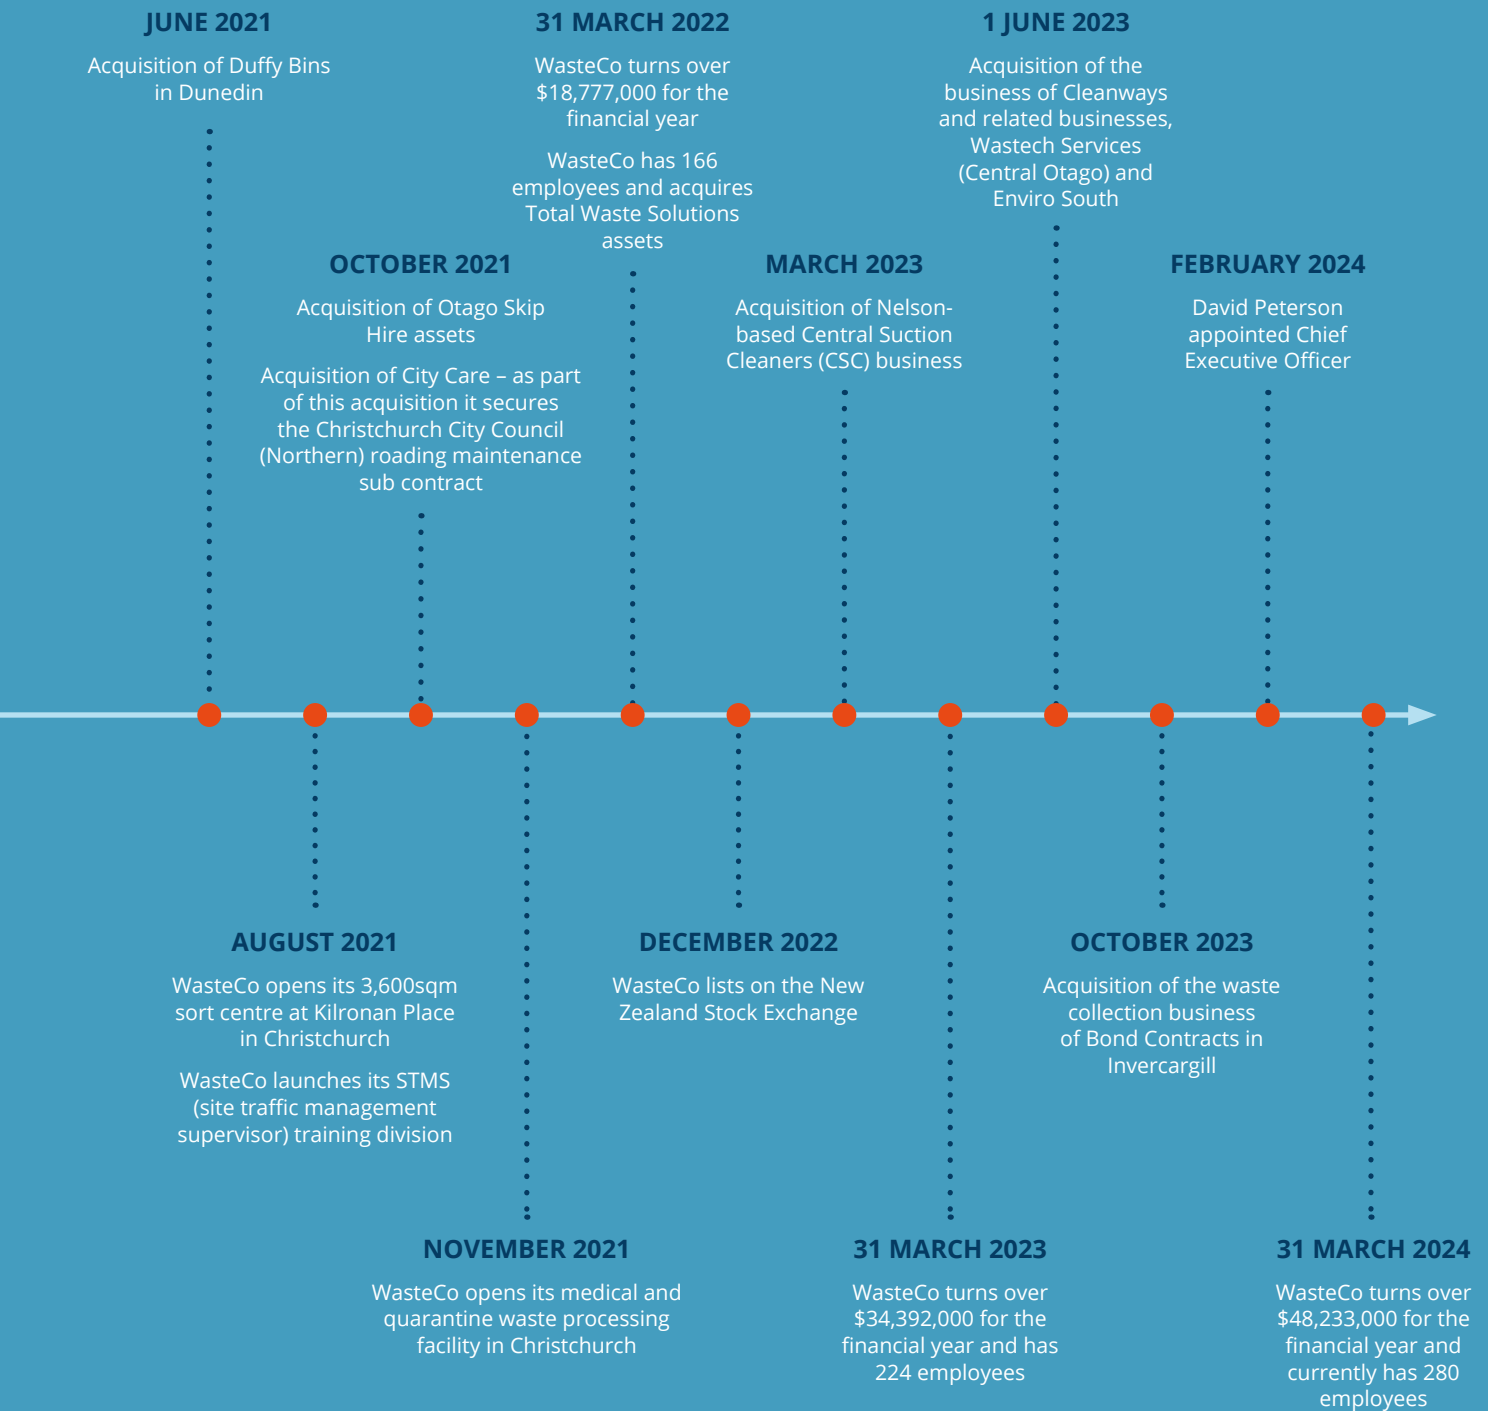 JUNE 2021
Acquisition of Duffy Bins
in Dunedin
AUGUST 2021
WasteCo opens its 3,600sqm
sort centre at Kilronan Place
in Christchurch
WasteCo launches its STMS
(site traffic management
supervisor) training division
OCTOBER 2021
Acquisition of Otago Skip
Hire assets
Acquisition of City Care – as part
of this acquisition it secures
the Christchurch City Council
(Northern) roading maintenance
sub contract
NOVEMBER 2021
WasteCo opens its medical and
quarantine waste processing
facility in Christchurch
31 MARCH 2022
WasteCo turns over
$18,777,000 for the
financial year
WasteCo has 166
employees and acquires
Total Waste Solutions
assets
DECEMBER 2022
WasteCo lists on the New
Zealand Stock Exchange
MARCH 2023
Acquisition of Nelson-
based Central Suction
Cleaners (CSC) business
31 MARCH 2023
WasteCo turns over
$34,392,000 for the
financial year and has
224 employees
1 JUNE 2023
Acquisition of the
business of Cleanways
and related businesses,
Wastech Services
(Central Otago) and
Enviro South
OCTOBER 2023
Acquisition of the waste
collection business
of Bond Contracts in
Invercargill
FEBRUARY 2024
David Peterson
appointed Chief
Executive Officer
31 MARCH 2024
WasteCo turns over
$48,233,000 for the
financial year and
currently has 280
employees